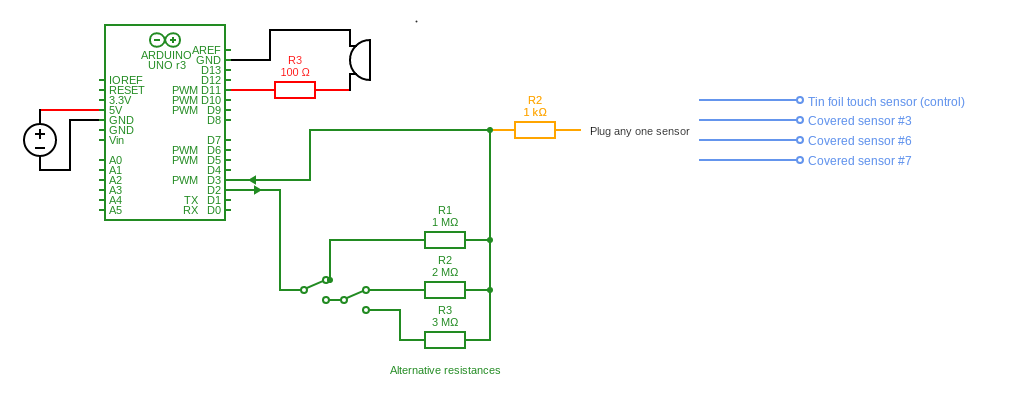 ARDUINO
UNO r3
AREF
GND
D13
D12
PWM D11
PWM D10
PWM D9
D8
D7
PWM D6
PWM D5
D4
PWM D3
D2
TX D1
RX D0
IOREF
RESET
3.3V
5V
GND
GND
Vin
A0
A1
A2
A3
A4
A5
R3
100 Ω
R2
1 kΩ
Plug any one sensor
Tin foil touch sensor (control)
Covered sensor #3
Covered sensor #6
Covered sensor #7
R1
1 MΩ
R2
2 MΩ
R3
3 MΩ
Alternative resistances